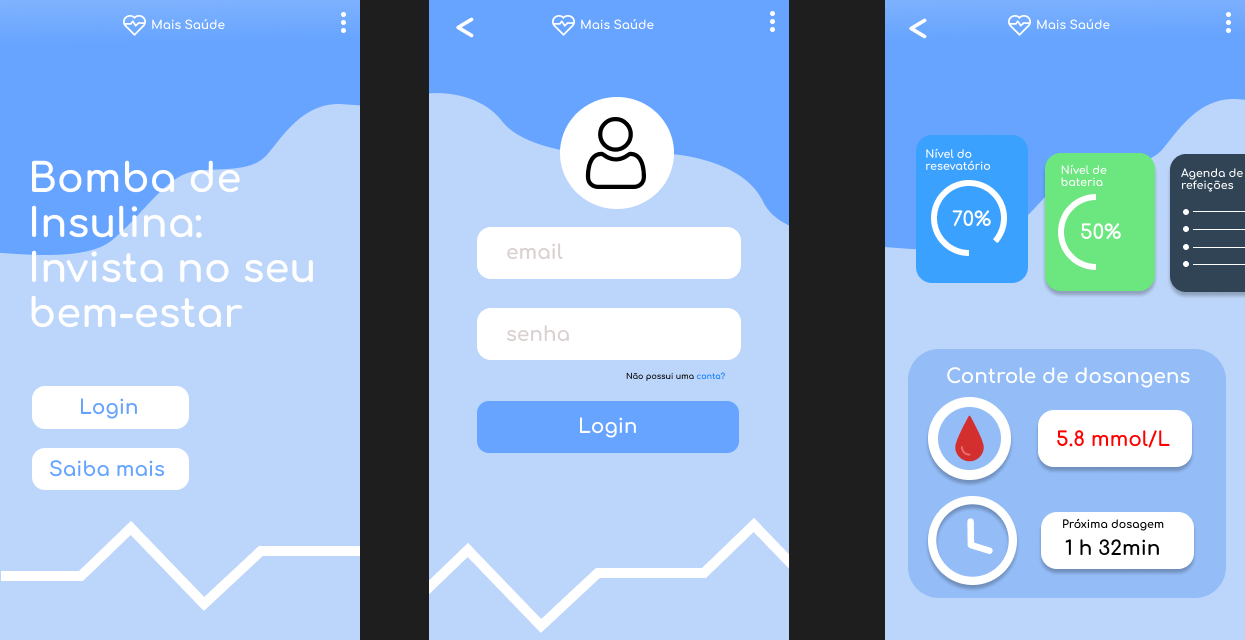 Mais Saúde
Bomba de
Insulina:
Invista no seu
bem-estar
Login
Saiba mais
Mais Saúde
email
senha
Não possui uma conta?
Login
Mais Saúde
Nível do
resevatório
70%
Nível de
bateria
50%
Agenda de
refeições
Controle de dosangens
5.8 mmol/L
Próxima dosagem
1 h 32min